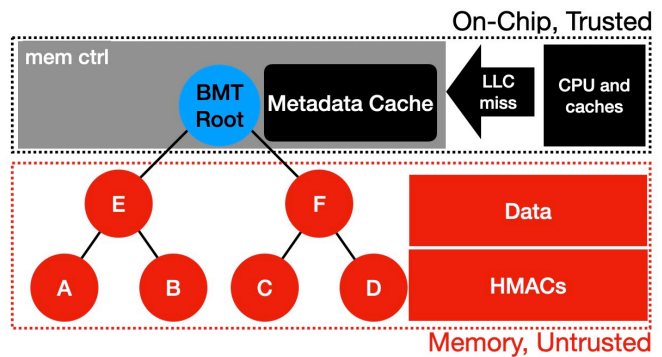 On-Chip, Trusted
mem ctrl
BMT
Root
Metadata Cache
LLC
miss
CPU and
caches
E
F
Data
A
B
C
D
HMACs
Memory, Untrusted